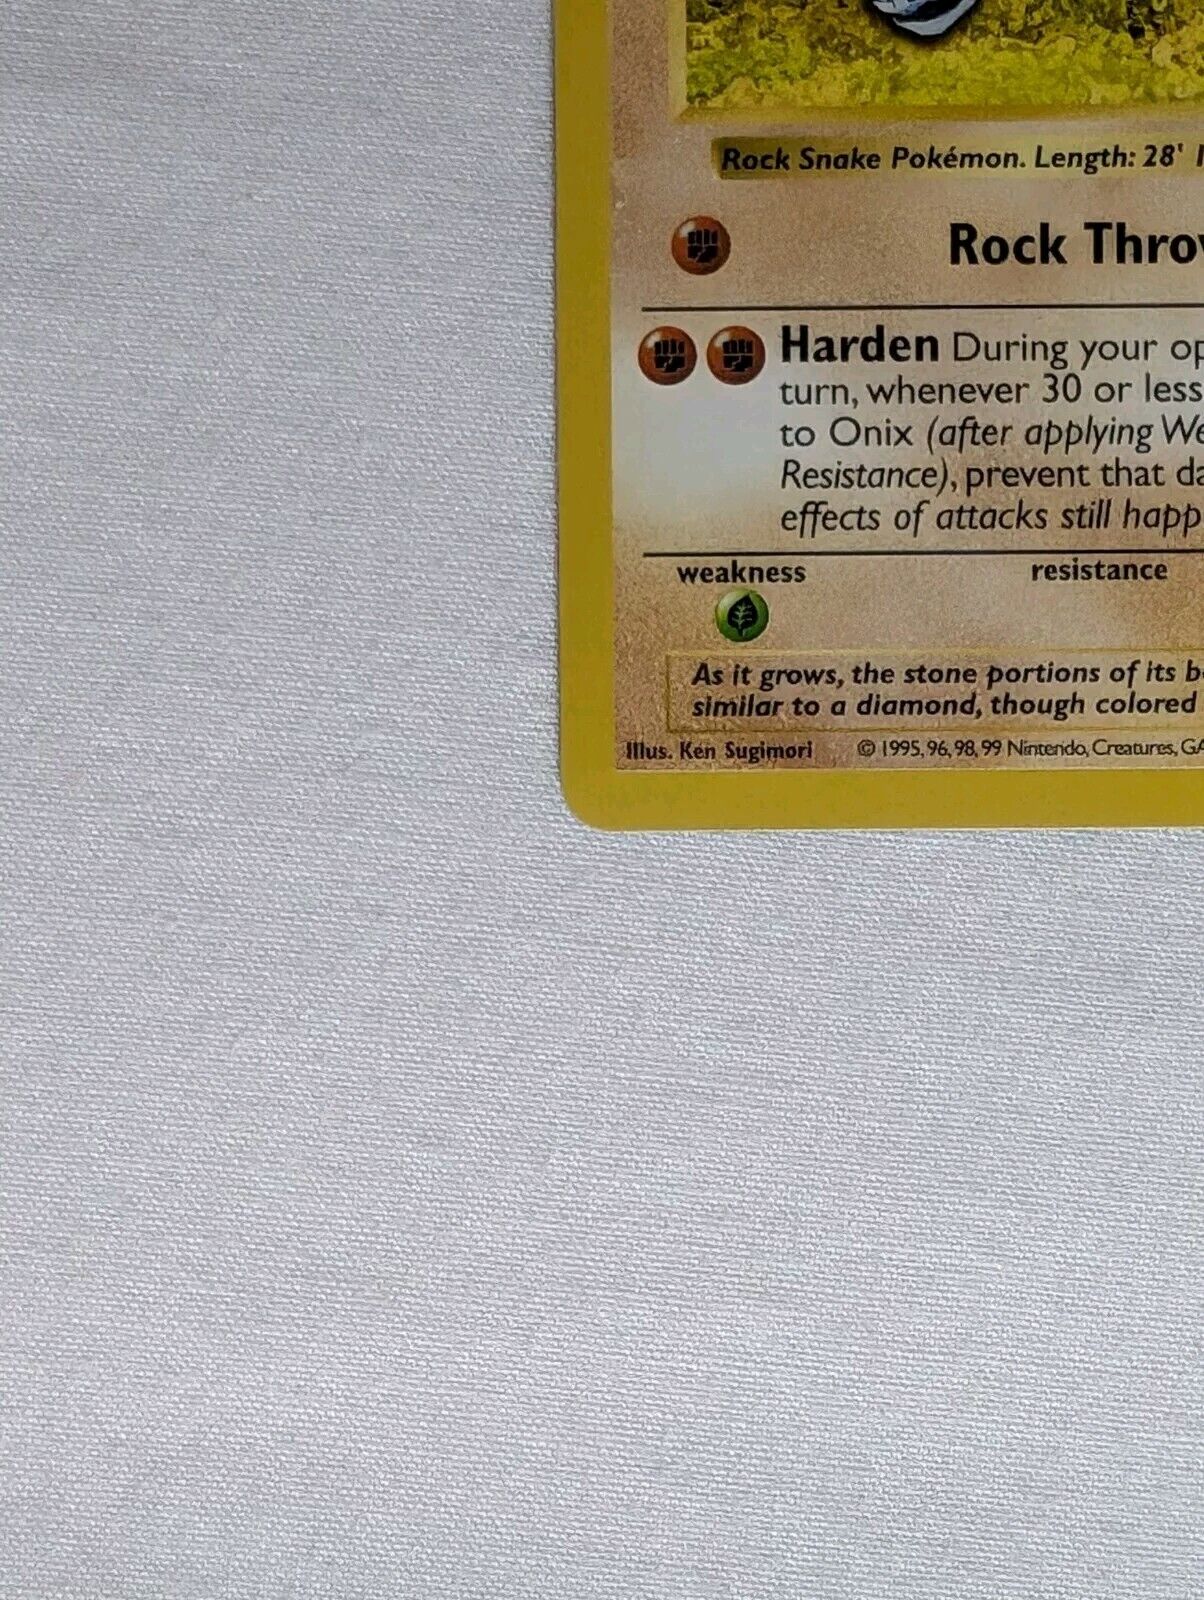 Rock Snake Pokémon. Length: 28'
Rock Thro
Harden During your op
turn, whenever 30 or less
to Onix (after applying We
Resistance), prevent that da
effects of attacks still happ
weakness resistance
As it grows, the stone portions of its b
similar to a diamond, though colored
Illus. Ken Sugimori © 1995, 96, 98, 99 Nintendo, Creatures, GA